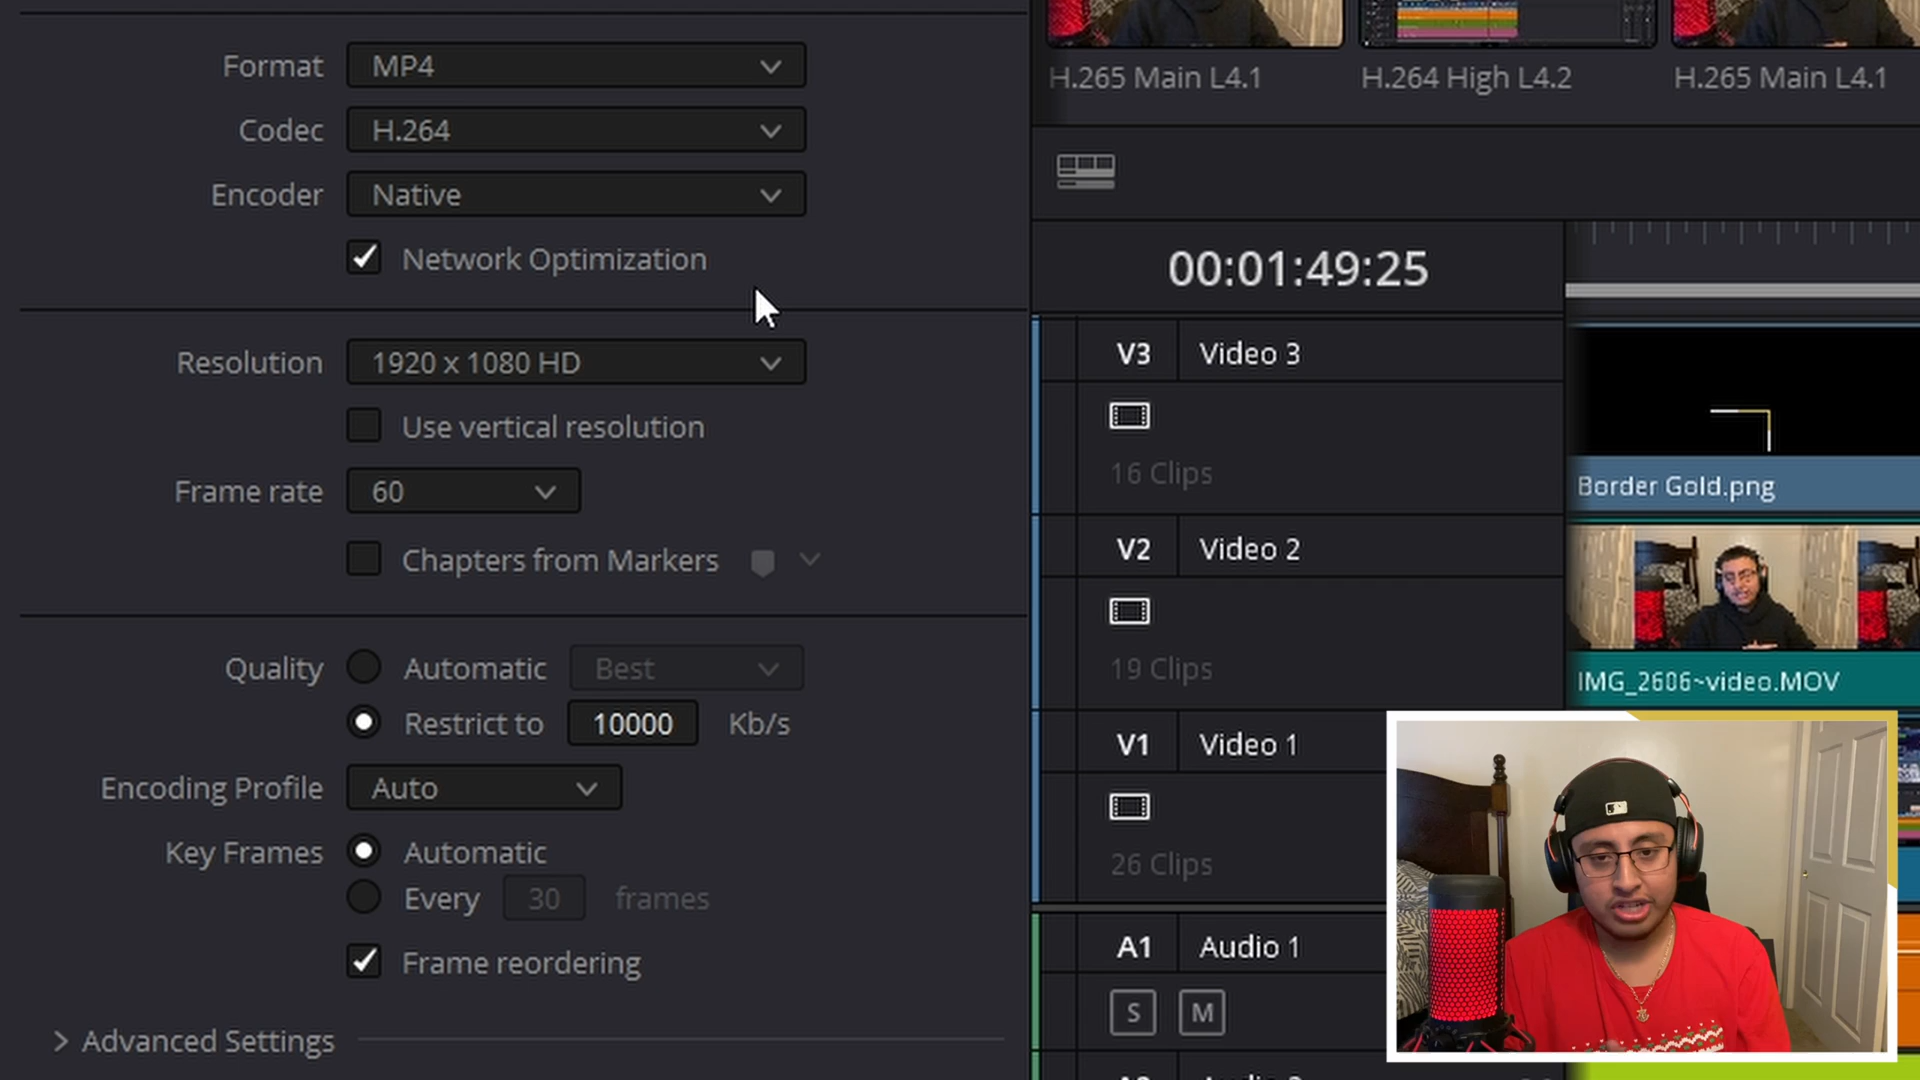 Format MP4
Codec H.264
Encoder Native
Network Optimization
Resolution 1920 x 1080 HD
Use vertical resolution
Frame rate 60
Chapters from Markers
Quality Automatic Best
Restrict to 10000 Kb/s
Encoding Profile Auto
Key Frames Automatic
Every 30 frames
Frame reordering
Advanced Settings
H.265 Main L4.1 H.264 High L4.2 H.265 Main L4.1
00:01:49:25
V3 Video 3
16 Clips
Border Gold.png
V2 Video 2
19 Clips
IMG_2606~video.MOV
V1 Video 1
26 Clips
A1 Audio 1
S M